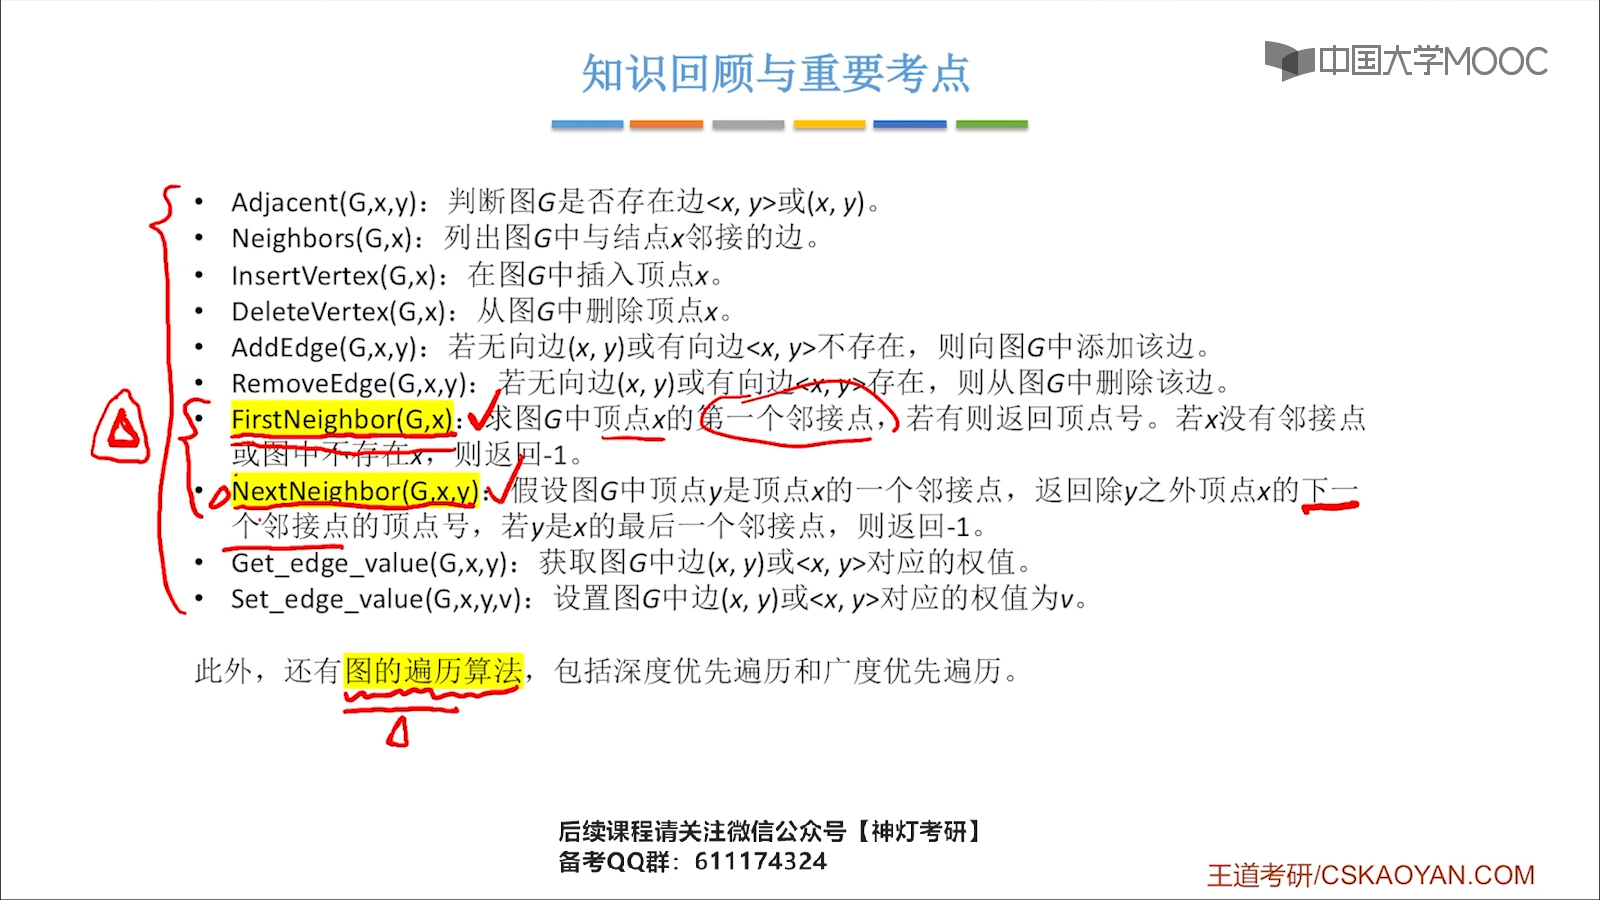 知识回顾与重要考点
中国大学MOOC
• Adjacent(G,x,y)：判断图G是否存在边<x, y>或(x, y)。
• Neighbors(G,x)：列出图G中与结点x邻接的边。
• InsertVertex(G,x)：在图G中插入顶点x。
• DeleteVertex(G,x)：从图G中删除顶点x。
• AddEdge(G,x,y)：若无向边(x, y)或有向边<x, y>不存在，则向图G中添加该边。
• RemoveEdge(G,x,y)：若无向边(x, y)或有向边<x, y>存在，则从图G中删除该边。
• FirstNeighbor(G,x)：求图G中顶点x的第一个邻接点，若有则返回顶点号。若x没有邻接点
或图中不存在x，则返回-1。
• NextNeighbor(G,x,y)：假设图G中顶点y是顶点x的一个邻接点，返回除y之外顶点x的下一
个邻接点的顶点号，若y是x的最后一个邻接点，则返回-1。
• Get_edge_value(G,x,y)：获取图G中边(x, y)或<x, y>对应的权值。
• Set_edge_value(G,x,y,v)：设置图G中边(x, y)或<x, y>对应的权值为v。
此外，还有图的遍历算法，包括深度优先遍历和广度优先遍历。
后续课程请关注微信公众号【神灯考研】
备考QQ群：611174324
王道考研/CSKAOYAN.COM